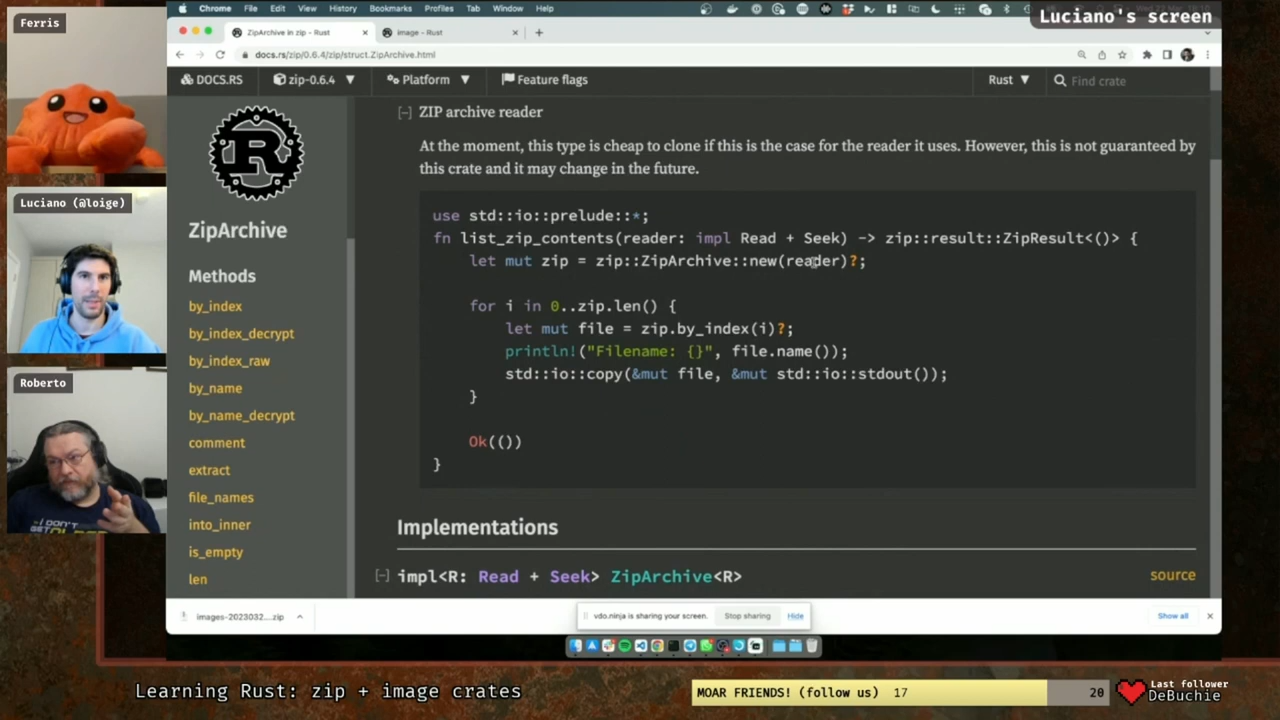 Ferris
Luciano (@loige)
Roberto
Chrome File Edit View History Bookmarks Profiles Tab Window Help
Luciano's screen
ZipArchive in zip - Rust
image - Rust
docs.rs/zip/0.6.4/zip/struct.ZipArchive.html
DOCS.RS zip-0.6.4 Platform Feature flags Rust Find crate
ZipArchive
Methods
by_index
by_index_decrypt
by_index_raw
by_name
by_name_decrypt
comment
extract
file_names
into_inner
is_empty
len
[−] ZIP archive reader
At the moment, this type is cheap to clone if this is the case for the reader it uses. However, this is not guaranteed by
this crate and it may change in the future.
use std::io::prelude::*;
fn list_zip_contents(reader: impl Read + Seek) -> zip::result::ZipResult<()> {
let mut zip = zip::ZipArchive::new(reader)?;
for i in 0..zip.len() {
let mut file = zip.by_index(i)?;
println!("Filename: {}", file.name());
std::io::copy(&mut file, &mut std::io::stdout());
}
Ok(())
}
Implementations
[−] impl<R: Read + Seek> ZipArchive<R>
source
images-2023032....zip
vdo.ninja is sharing your screen. Stop sharing Hide
Show all
Learning Rust: zip + image crates
MOAR FRIENDS! (follow us) 17 20
Last follower
DeBuchie